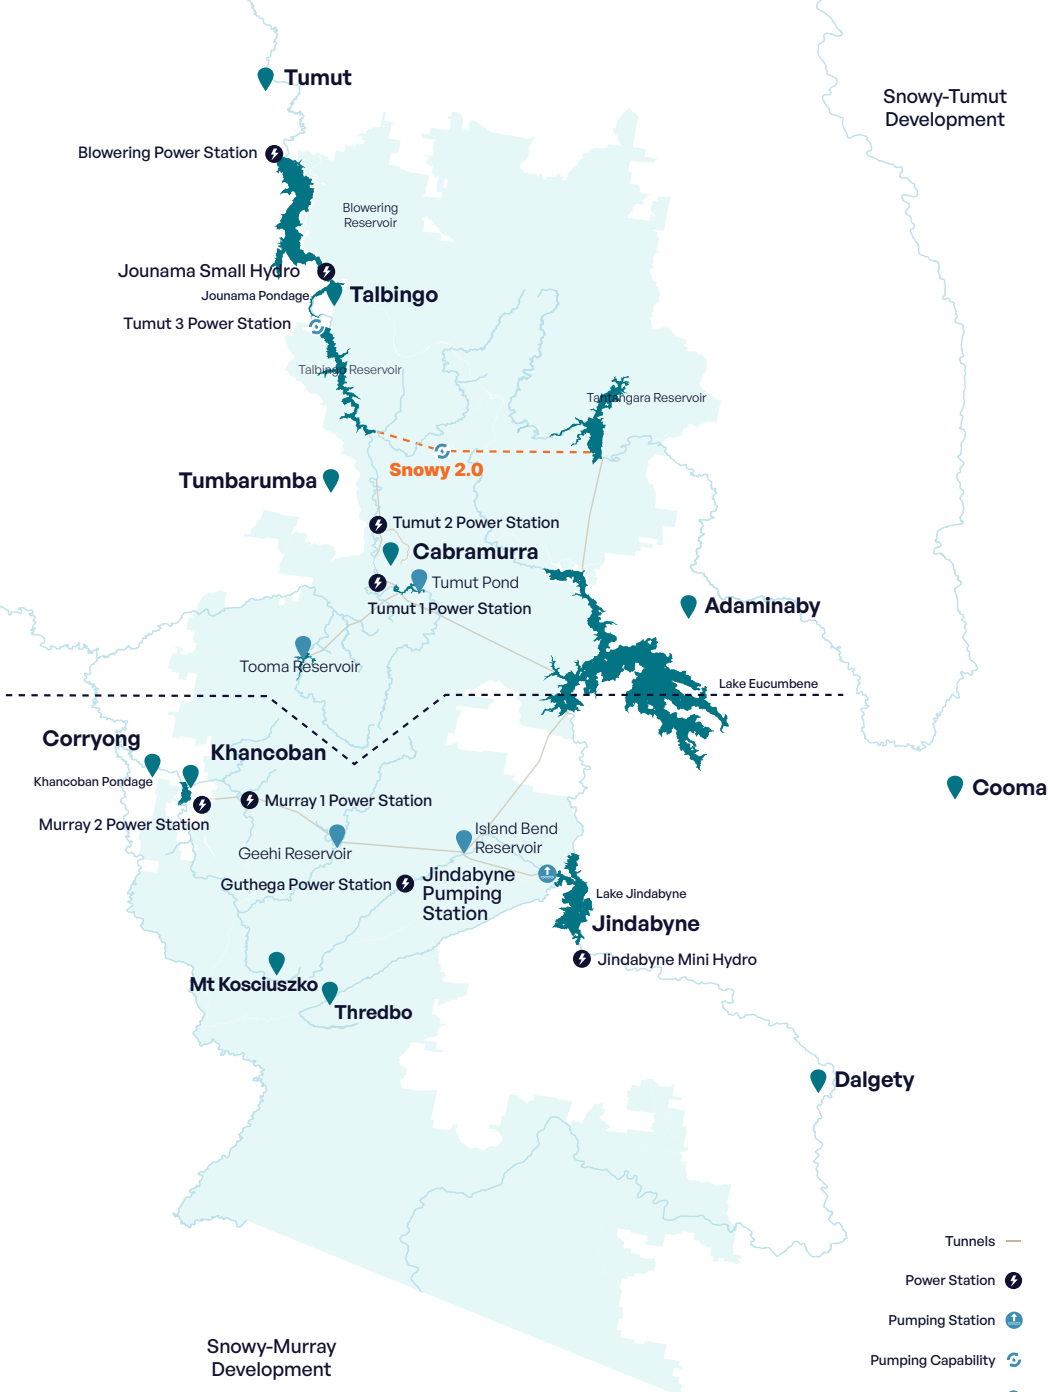 Tumut
Snowy-Tumut
Development
Blowering Power Station
Blowering
Reservoir
Jounama Small Hydro
Jounama Pondage
Talbingo
Tumut 3 Power Station
Talbingo Reservoir
Tantangara Reservoir
Snowy 2.0
Tumbarumba
Tumut 2 Power Station
Cabramurra
Tumut Pond
Tumut 1 Power Station
Adaminaby
Tooma Reservoir
Lake Eucumbene
Corryong
Khancoban
Khancoban Pondage
Cooma
Murray 1 Power Station
Murray 2 Power Station
Island Bend
Reservoir
Geehi Reservoir
Guthega Power Station
Jindabyne
Pumping
Station
Lake Jindabyne
Jindabyne
Jindabyne Mini Hydro
Mt Kosciuszko
Thredbo
Dalgety
Tunnels
Power Station
Pumping Station
Pumping Capability
Snowy-Murray
Development